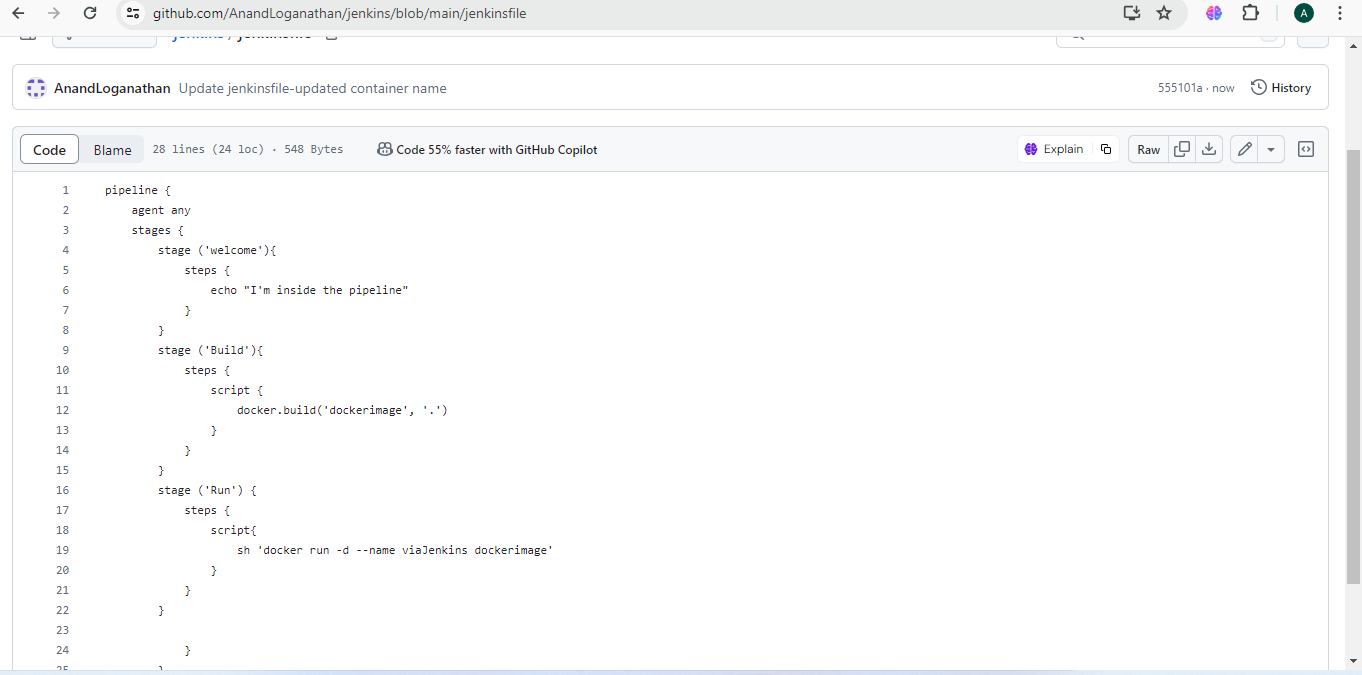 github.com/AnandLoganathan/jenkins/blob/main/jenkinsfile
A
AnandLoganathan Update jenkinsfile-updated container name
555101a · now History
Code Blame 28 lines (24 loc) · 548 Bytes Code 55% faster with GitHub Copilot Explain Raw
1 pipeline {
2 agent any
3 stages {
4 stage ('welcome'){
5 steps {
6 echo "I'm inside the pipeline"
7 }
8 }
9 stage ('Build'){
10 steps {
11 script {
12 docker.build('dockerimage', '.')
13 }
14 }
15 }
16 stage ('Run') {
17 steps {
18 script{
19 sh 'docker run -d --name viaJenkins dockerimage'
20 }
21 }
22 }
23
24 }
25 }